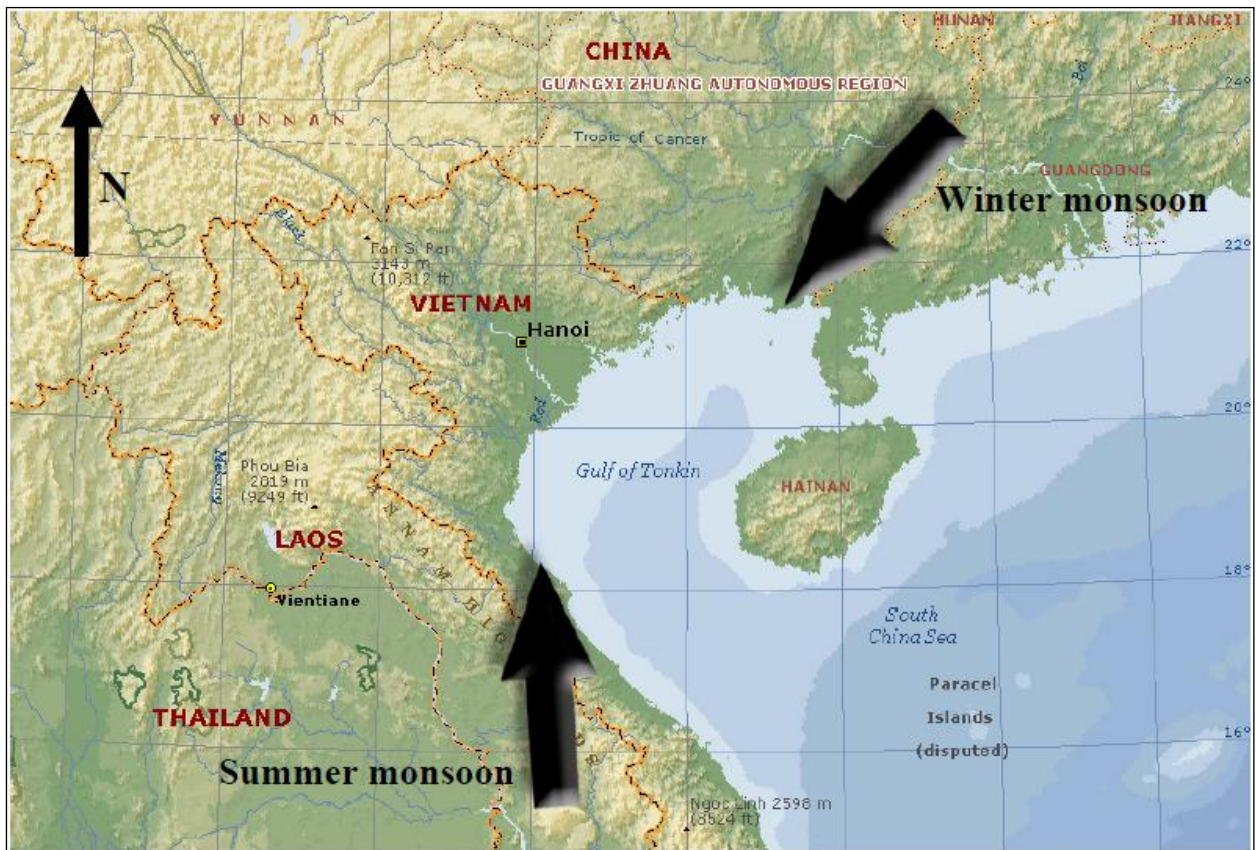 HUNAN
JIANGXI
CHINA
GUANGXI ZHUANG AUTONOMOUS REGION
24°
YUNNAN
Tropic of Cancer
Bei
GUANGDONG
N
Winter monsoon
Black
Fan Si Pan
3143 m
(10,312 ft)
22°
VIETNAM
Hanoi
Red
20°
Gulf of Tonkin
HAINAN
Mekong
Phou Bia
2819 m
(9249 ft)
LAOS
18°
Vientiane
South
China Sea
Paracel
Islands
(disputed)
THAILAND
16°
Summer monsoon
Ngoc Linh 2598 m
(8524 ft)